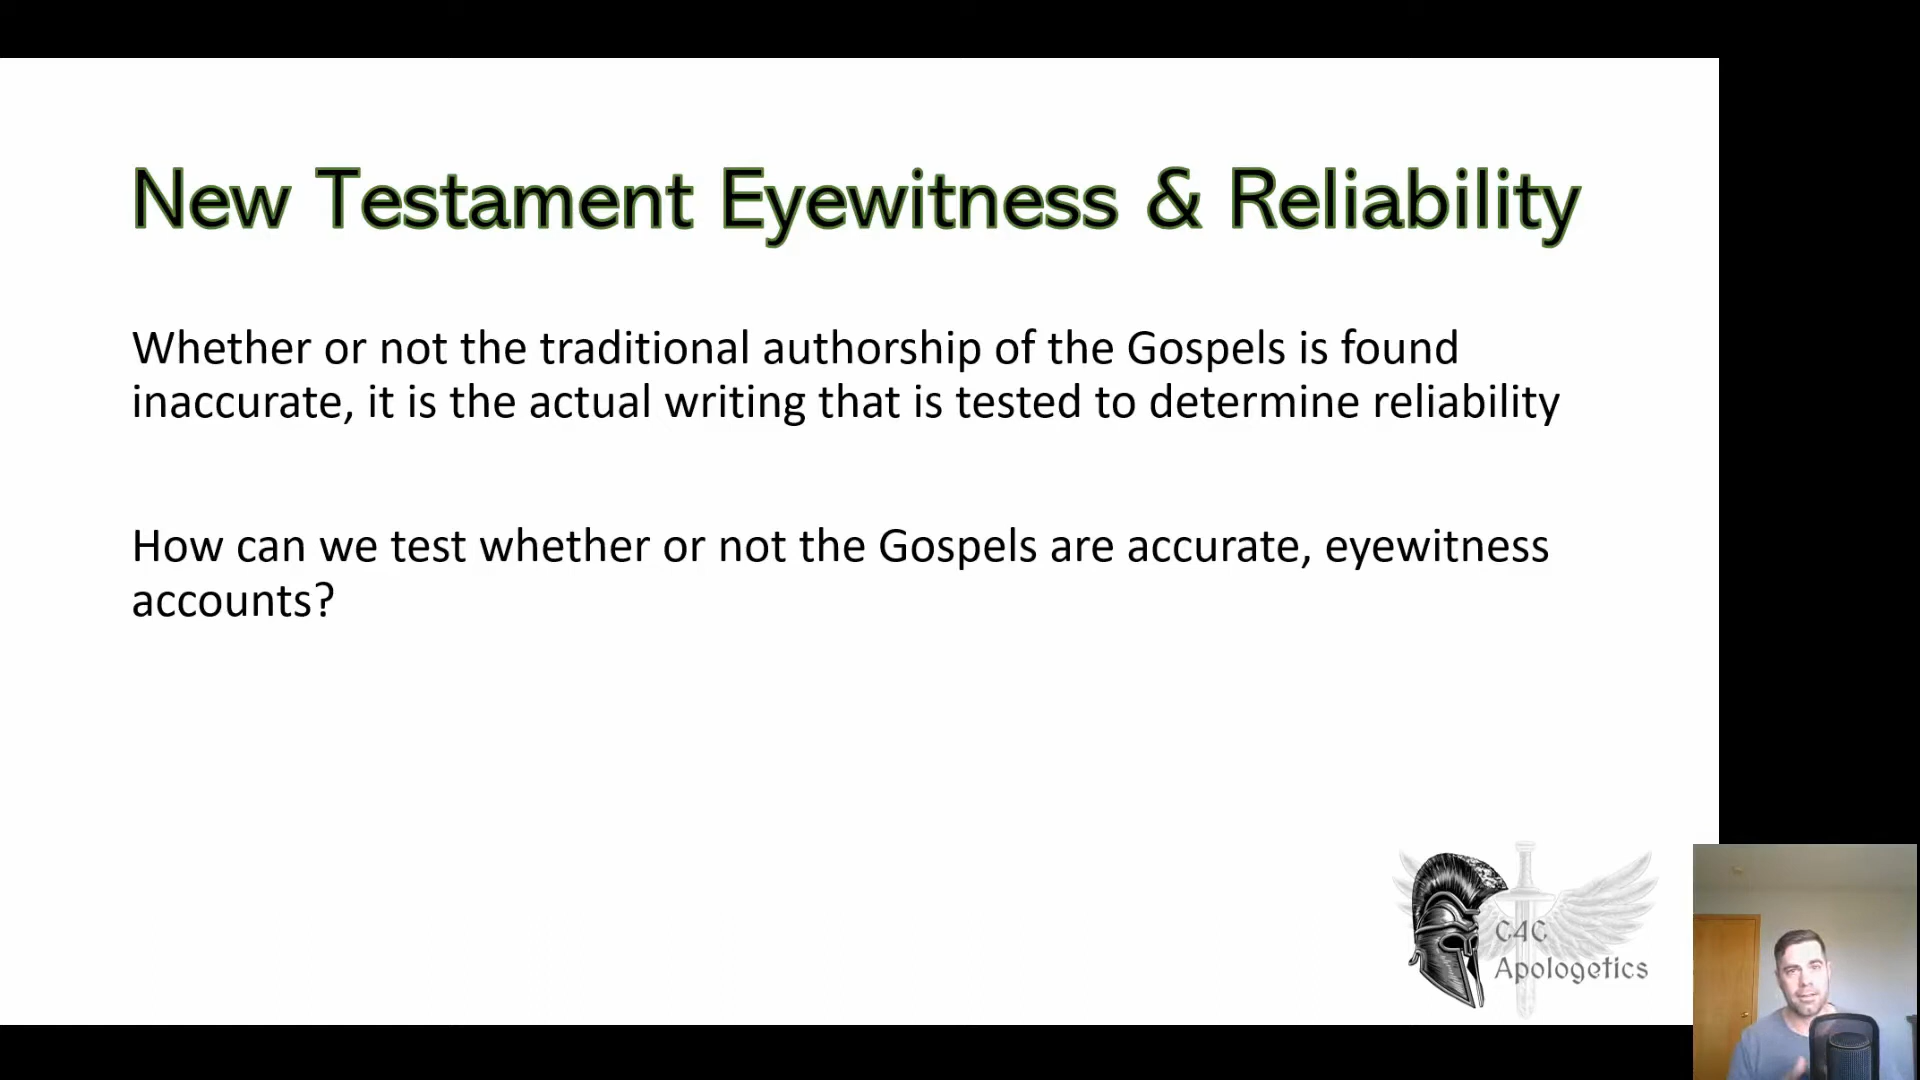 New Testament Eyewitness & Reliability
Whether or not the traditional authorship of the Gospels is found
inaccurate, it is the actual writing that is tested to determine reliability
How can we test whether or not the Gospels are accurate, eyewitness
accounts?
C4C
Apologetics